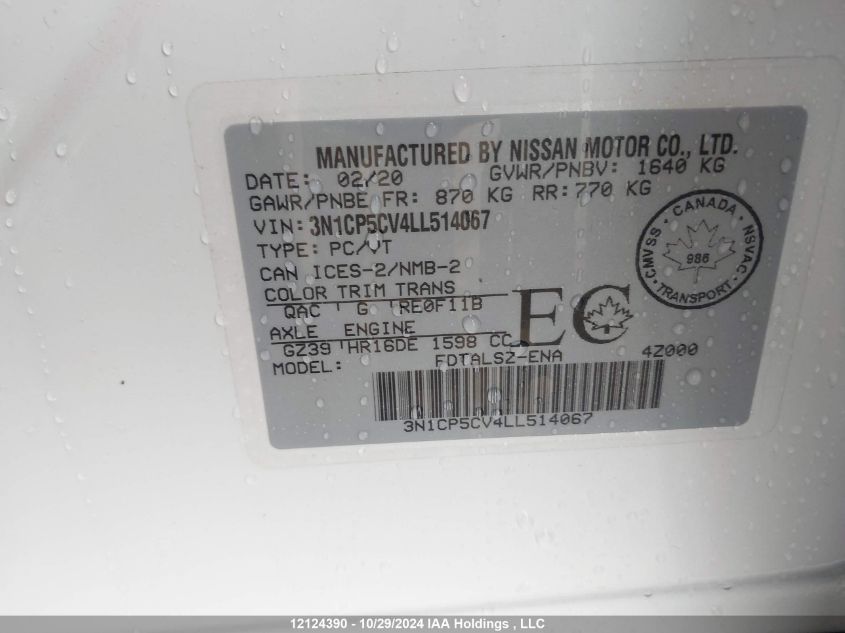 MANUFACTURED BY NISSAN MOTOR CO., LTD.
DATE: 02/20 GVWR/PNBV: 1640 KG
GAWR/PNBE FR: 870 KG RR: 770 KG
VIN: 3N1CP5CV4LL514067
TYPE: PC/VT
CAN ICES-2/NMB-2
COLOR TRIM TRANS
QAC G RE0F11B
AXLE ENGINE
GZ39 HR16DE 1598 CC
MODEL: FDTALSZ-ENA 4Z000
EC
CANADA
CMVSS NSVAC
986
TRANSPORT
3N1CP5CV4LL514067
12124390 - 10/29/2024 IAA Holdings , LLC